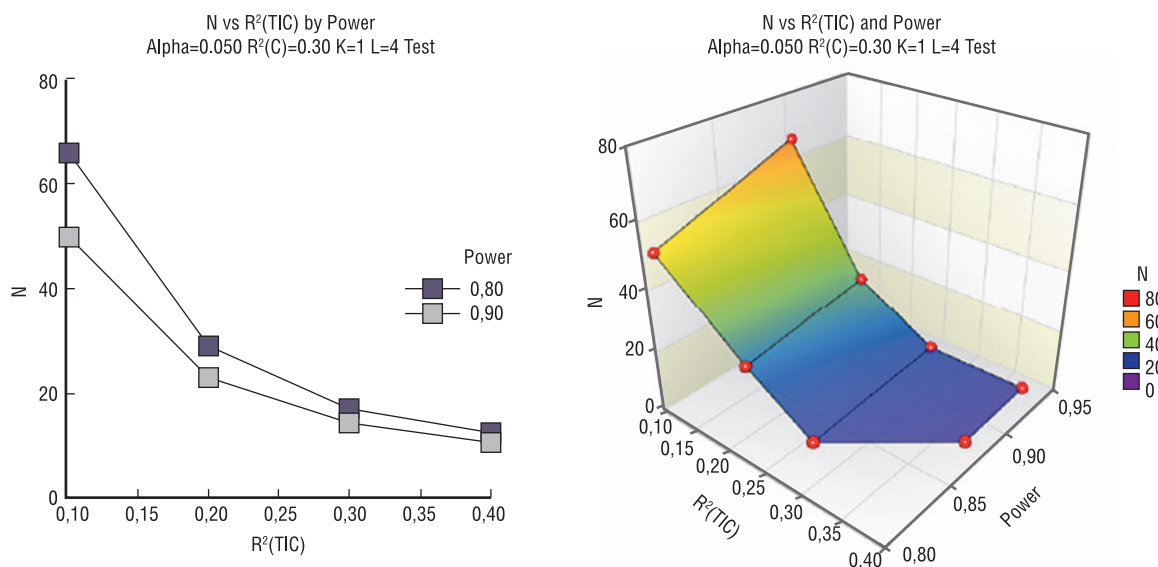 N vs R²(TIC) by Power
Alpha=0.050 R²(C)=0.30 K=1 L=4 Test
80
60
40
20
0
N
0,10 0,15 0,20 0,25 0,30 0,35 0,40
R²(TIC)
Power
0,80
0,90
N vs R²(TIC) and Power
Alpha=0.050 R²(C)=0.30 K=1 L=4 Test
80
60
40
20
0
N
0,10
0,15
0,20
0,25
0,30
0,35
0.40
R²(TIC)
0,80
0,85
0,90
0,95
Power
N
80
60
40
20
0